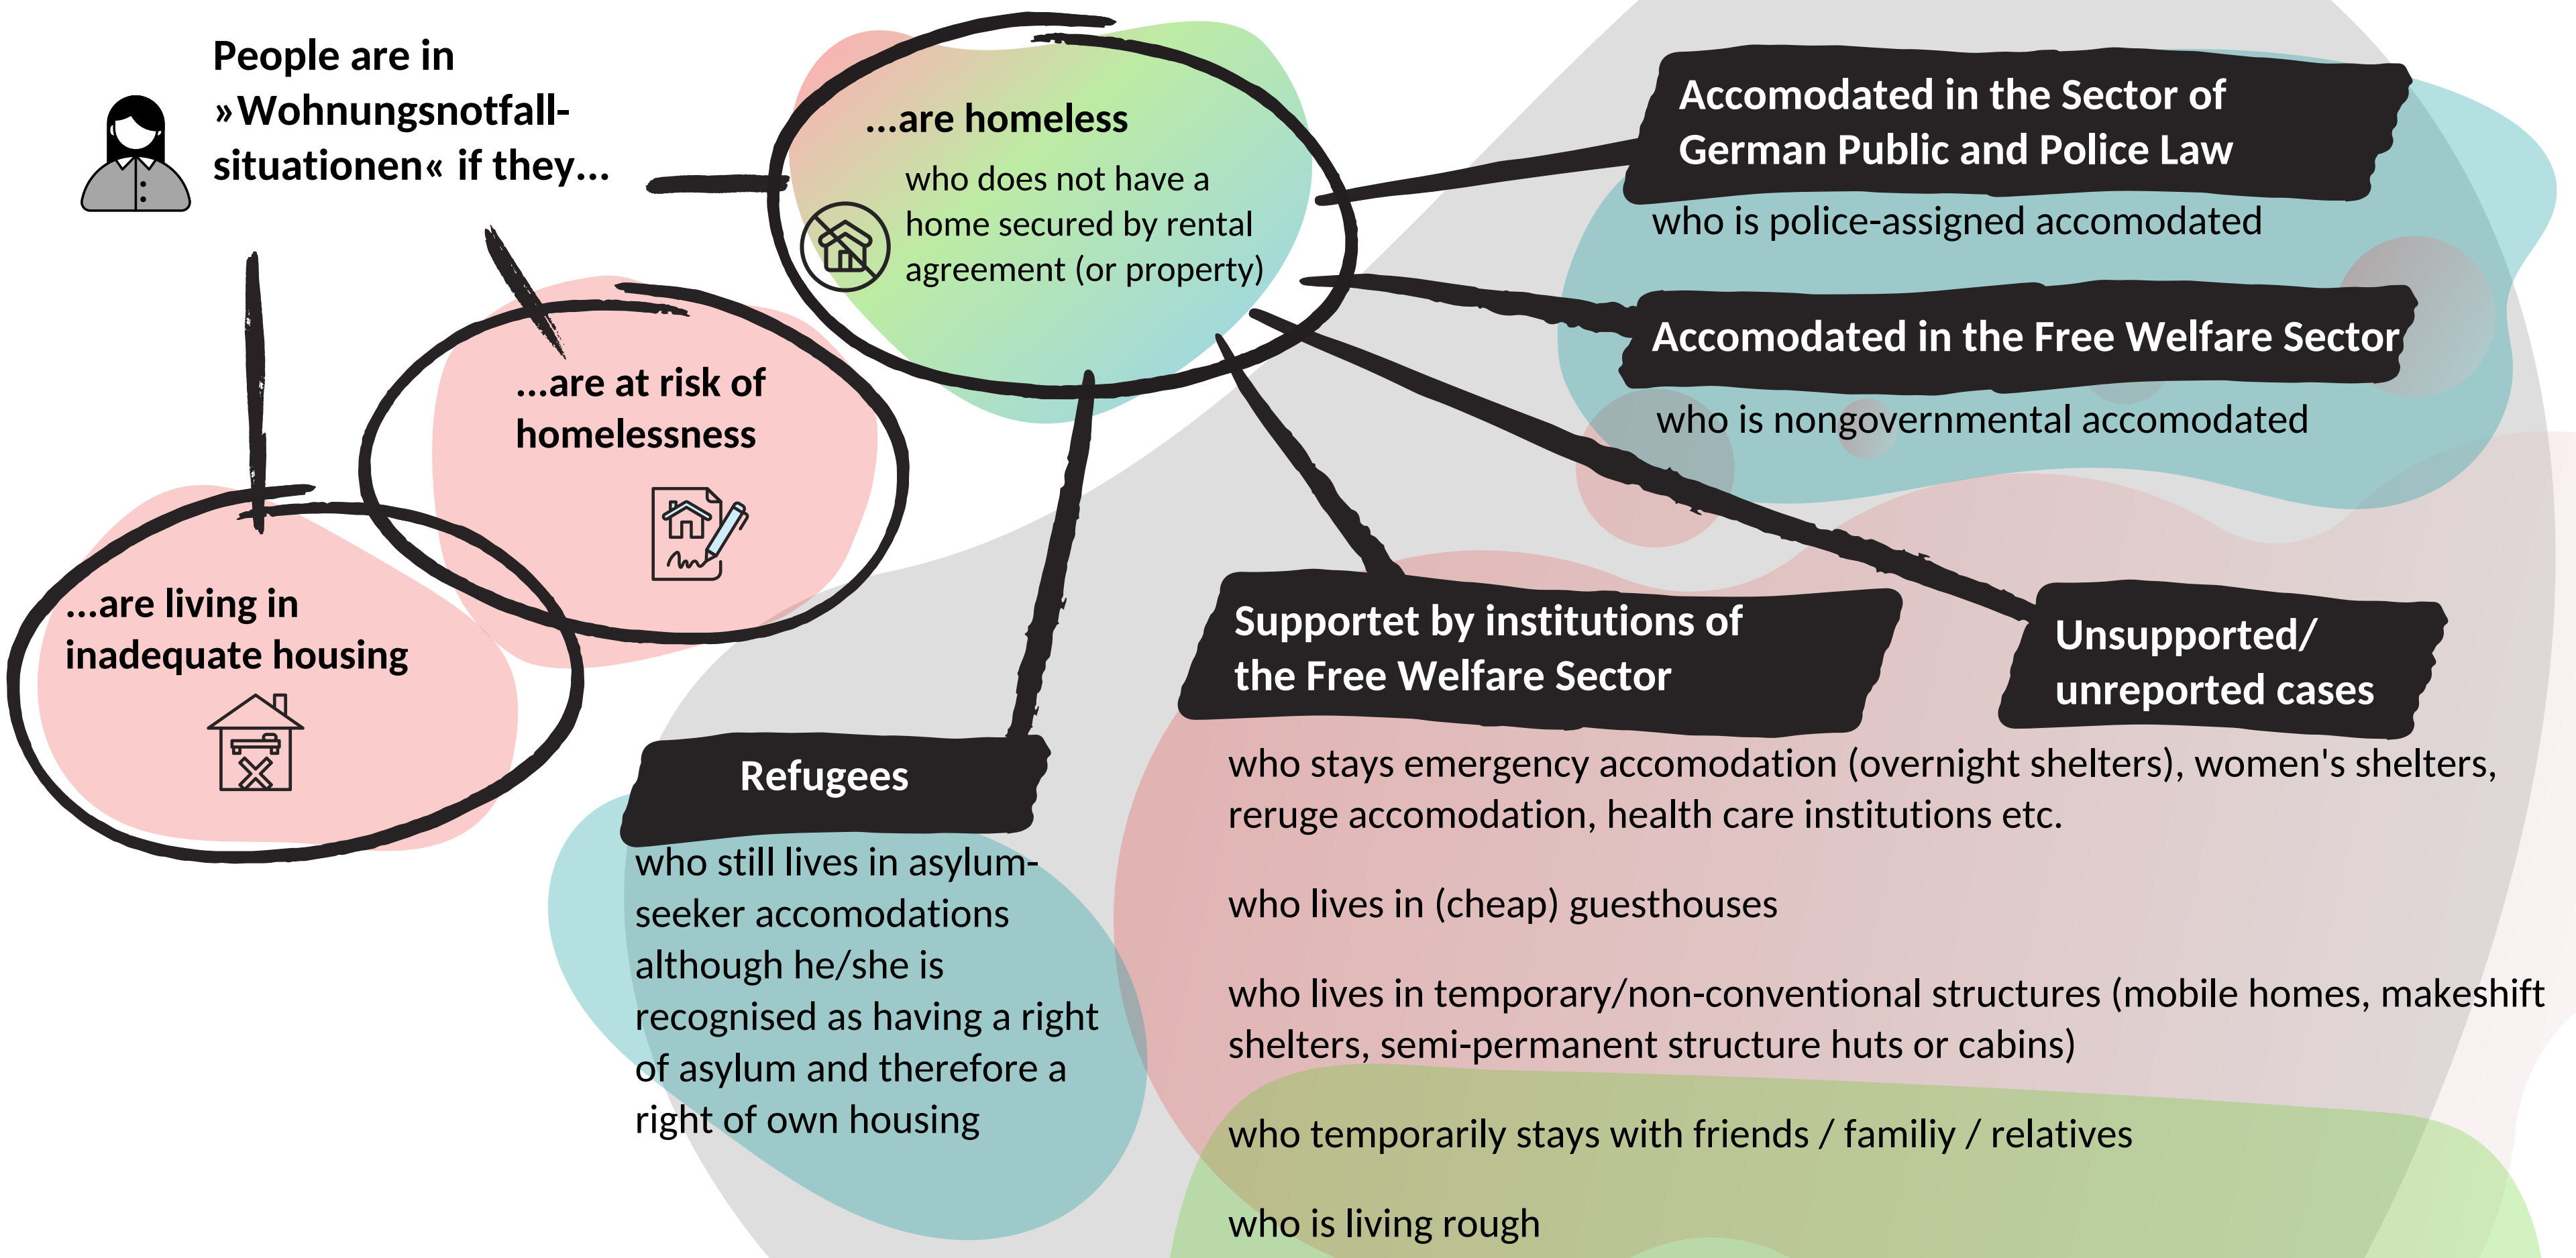 People are in
»Wohnungsnotfall-
situationen« if they...
...are homeless
who does not have a
home secured by rental
agreement (or property)
...are at risk of
homelessness
...are living in
inadequate housing
Accomodated in the Sector of
German Public and Police Law
who is police-assigned accomodated
Accomodated in the Free Welfare Sector
who is nongovernmental accomodated
Refugees
who still lives in asylum-
seeker accomodations
although he/she is
recognised as having a right
of asylum and therefore a
right of own housing
Supportet by institutions of
the Free Welfare Sector
Unsupported/
unreported cases
who stays emergency accomodation (overnight shelters), women's shelters,
reruge accomodation, health care institutions etc.
who lives in (cheap) guesthouses
who lives in temporary/non-conventional structures (mobile homes, makeshift
shelters, semi-permanent structure huts or cabins)
who temporarily stays with friends / familiy / relatives
who is living rough